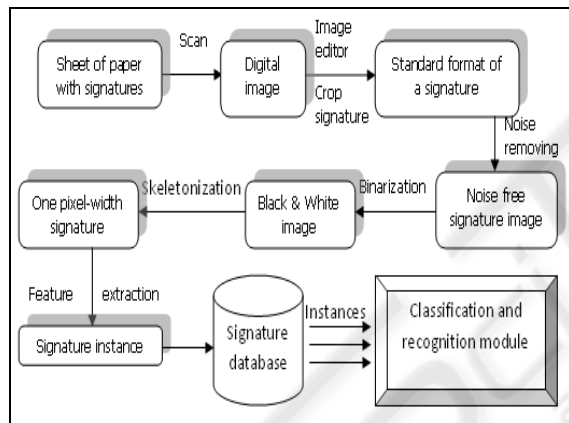 Sheet of paper
with signatures
Scan
Digital
image
Image
editor
Crop
signature
Standard format of
a signature
Noise
removing
Noise free
signature image
Binarization
Black & White
image
Skeletonization
One pixel-width
signature
Feature extraction
Signature instance
Signature
database
Instances
Classification and
recognition module